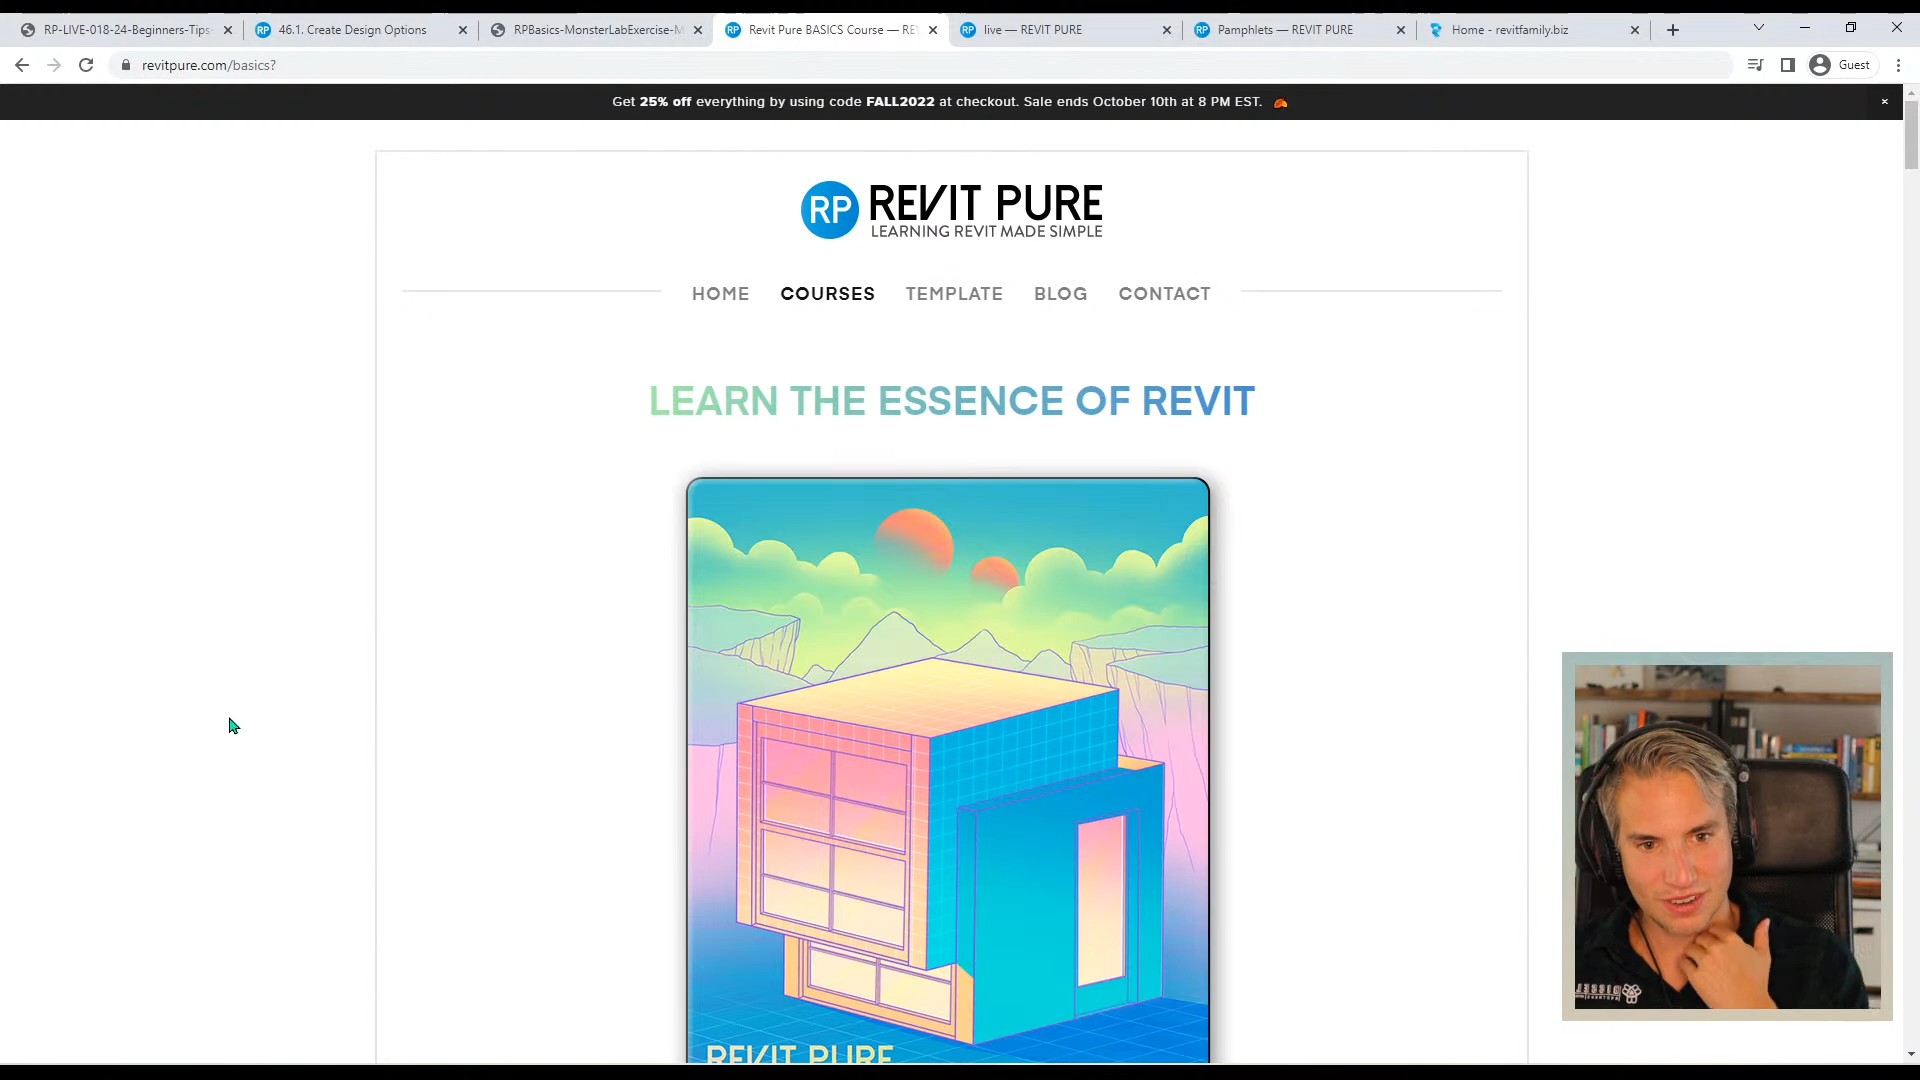 RP-LIVE-018-24-Beginners-Tips-
46.1. Create Design Options
RPBasics-MonsterLabExercise-M
Revit Pure BASICS Course — RE
live — REVIT PURE
Pamphlets — REVIT PURE
Home - revitfamily.biz
revitpure.com/basics?
Guest
Get 25% off everything by using code FALL2022 at checkout. Sale ends October 10th at 8 PM EST.
RP REVIT PURE
LEARNING REVIT MADE SIMPLE
HOME COURSES TEMPLATE BLOG CONTACT
LEARN THE ESSENCE OF REVIT
REVIT PURE